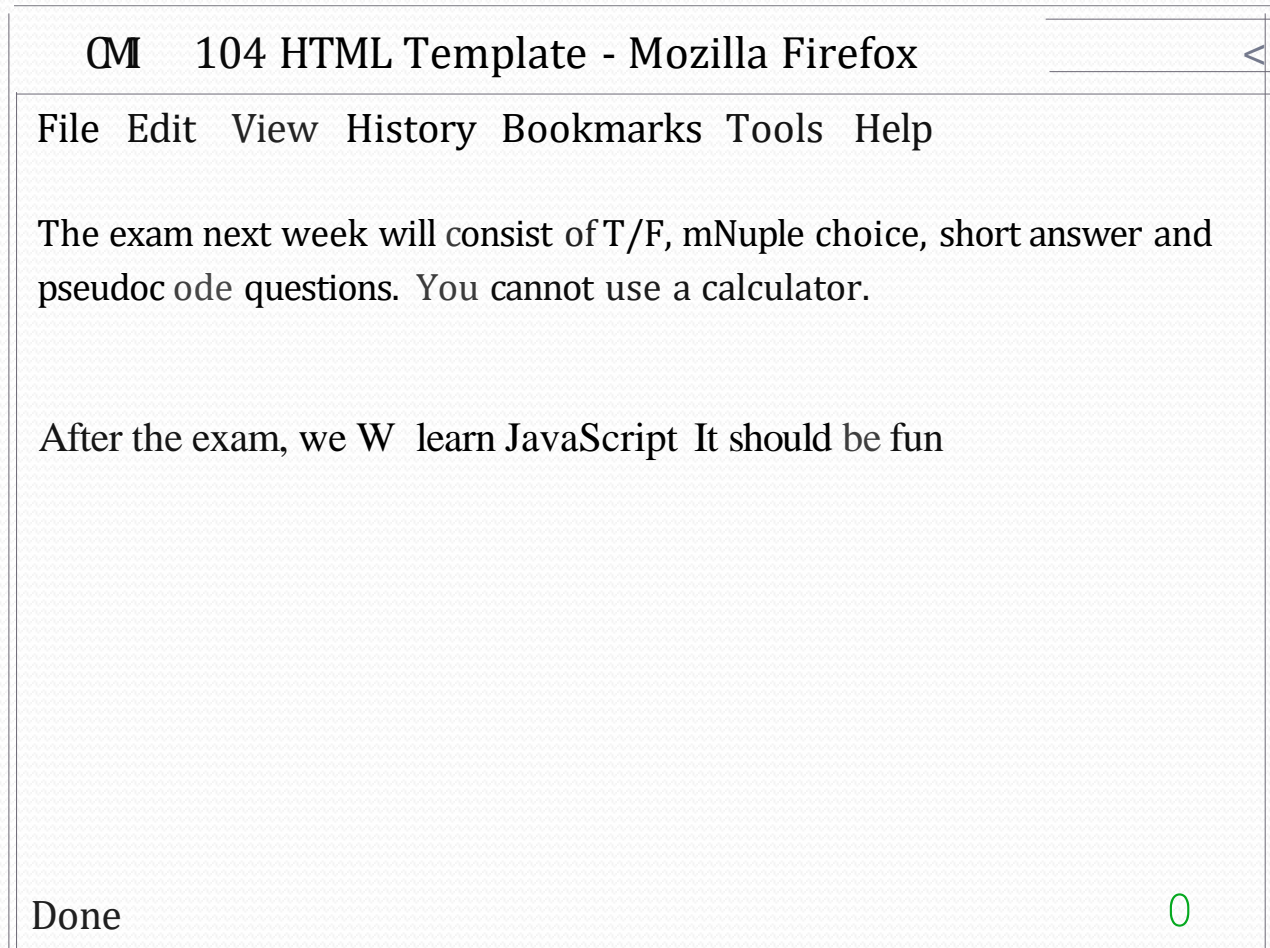 CMI 104 HTML Template - Mozilla Firefox <
File Edit View History Bookmarks Tools Help
The exam next week will consist of T/F, mNuple choice, short answer and
pseudoc ode questions. You cannot use a calculator.
After the exam, we W learn JavaScript It should be fun
Done 0